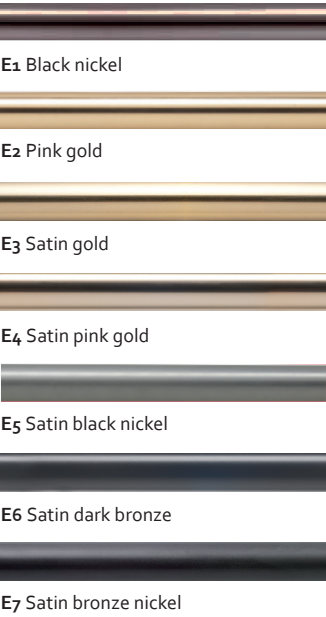 E1 Black nickel
E2 Pink gold
E3 Satin gold
E4 Satin pink gold
E5 Satin black nickel
E6 Satin dark bronze
E7 Satin bronze nickel